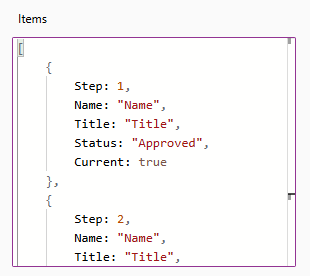 Items
[
{
Step: 1,
Name: "Name",
Title: "Title",
Status: "Approved",
Current: true
},
{
Step: 2,
Name: "Name",
Title: "Title",